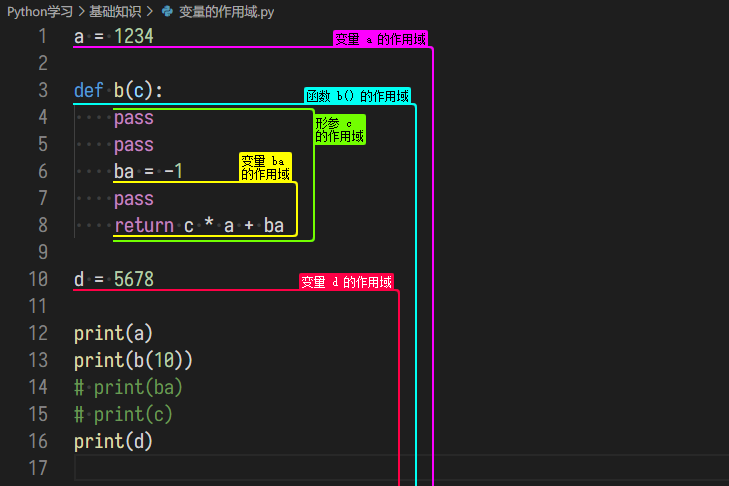 Python学习 > 基础知识 > 变量的作用域.py
1 a = 1234
变量 a 的作用域
2
3 def b(c):
函数 b() 的作用域
4 pass
形参 c
的作用域
5 pass
6 ba = -1
变量 ba
的作用域
7 pass
8 return c * a + ba
9
10 d = 5678
变量 d 的作用域
11
12 print(a)
13 print(b(10))
14 # print(ba)
15 # print(c)
16 print(d)
17